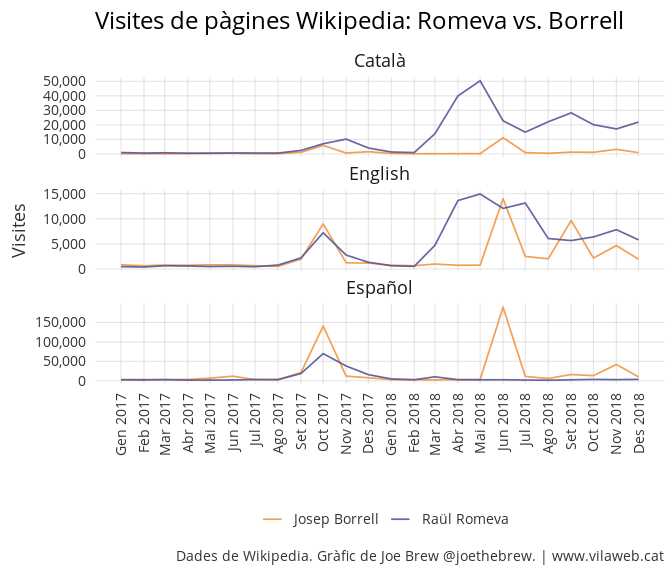 Visites de pàgines Wikipedia: Romeva vs. Borrell
Català
50,000
40,000
30,000
20,000
10,000
0
English
15,000
10,000
5,000
0
Visites
Español
150,000
100,000
50,000
0
Gen 2017
Feb 2017
Mar 2017
Abr 2017
Mai 2017
Jun 2017
Jul 2017
Ago 2017
Set 2017
Oct 2017
Nov 2017
Des 2017
Gen 2018
Feb 2018
Mar 2018
Abr 2018
Mai 2018
Jun 2018
Jul 2018
Ago 2018
Set 2018
Oct 2018
Nov 2018
Des 2018
Josep Borrell Raül Romeva
Dades de Wikipedia. Gràfic de Joe Brew @joethebrew. | www.vilaweb.cat